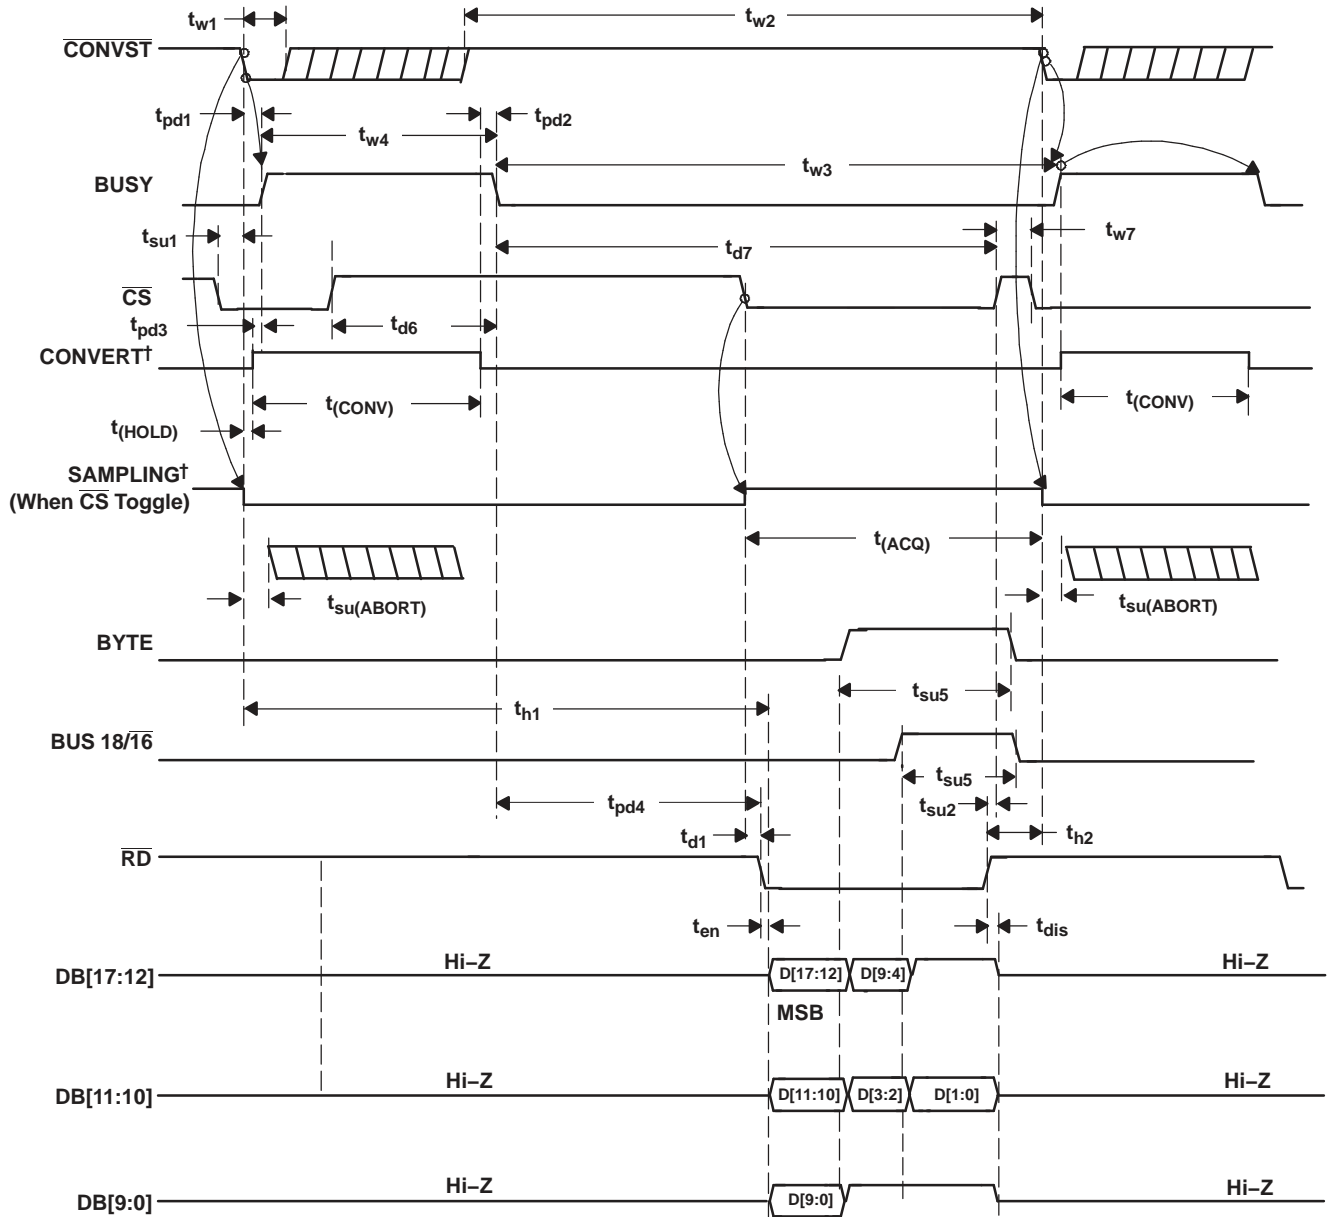 tw1
tw2
CONVST
tpd1
tw4
tpd2
tw3
BUSY
tsu1
td7
tw7
CS
tpd3
td6
CONVERT†
t(CONV)
t(CONV)
t(HOLD)
SAMPLING†
(When CS Toggle)
t(ACQ)
tsu(ABORT)
tsu(ABORT)
BYTE
tsu5
th1
BUS 18/16
tsu5
tpd4
tsu2
td1
th2
RD
ten
tdis
Hi–Z
Hi–Z
DB[17:12]
D[17:12]
D[9:4]
MSB
Hi–Z
Hi–Z
DB[11:10]
D[11:10]
D[3:2]
D[1:0]
Hi–Z
Hi–Z
DB[9:0]
D[9:0]